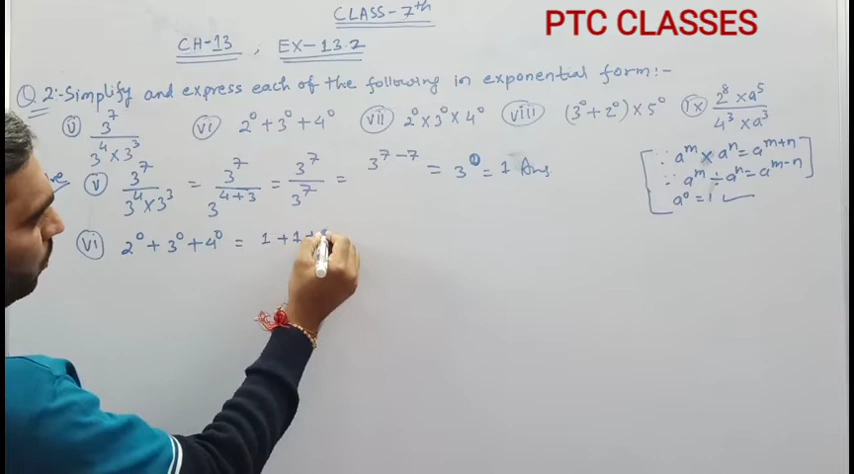 CLASS-7th
PTC CLASSES
CH-13, EX-13.2
Q.2:-Simplify and express each of the following in exponential form:-
(v) 3^7/(3^4×3^3) (vi) 2^0+3^0+4^0 (vii) 2^0×3^0×4^0 (viii) (3^0+2^0)×5^0 (ix) (2^8×a^5)/(4^3×a^3)
(v) 3^7/(3^4×3^3) = 3^7/3^(4+3) = 3^7/3^7 = 3^(7-7) = 3^0 = 1 Ans
[∵ a^m × a^n = a^(m+n)
∵ a^m ÷ a^n = a^(m-n)
a^0 = 1]
(vi) 2^0+3^0+4^0 = 1+1+